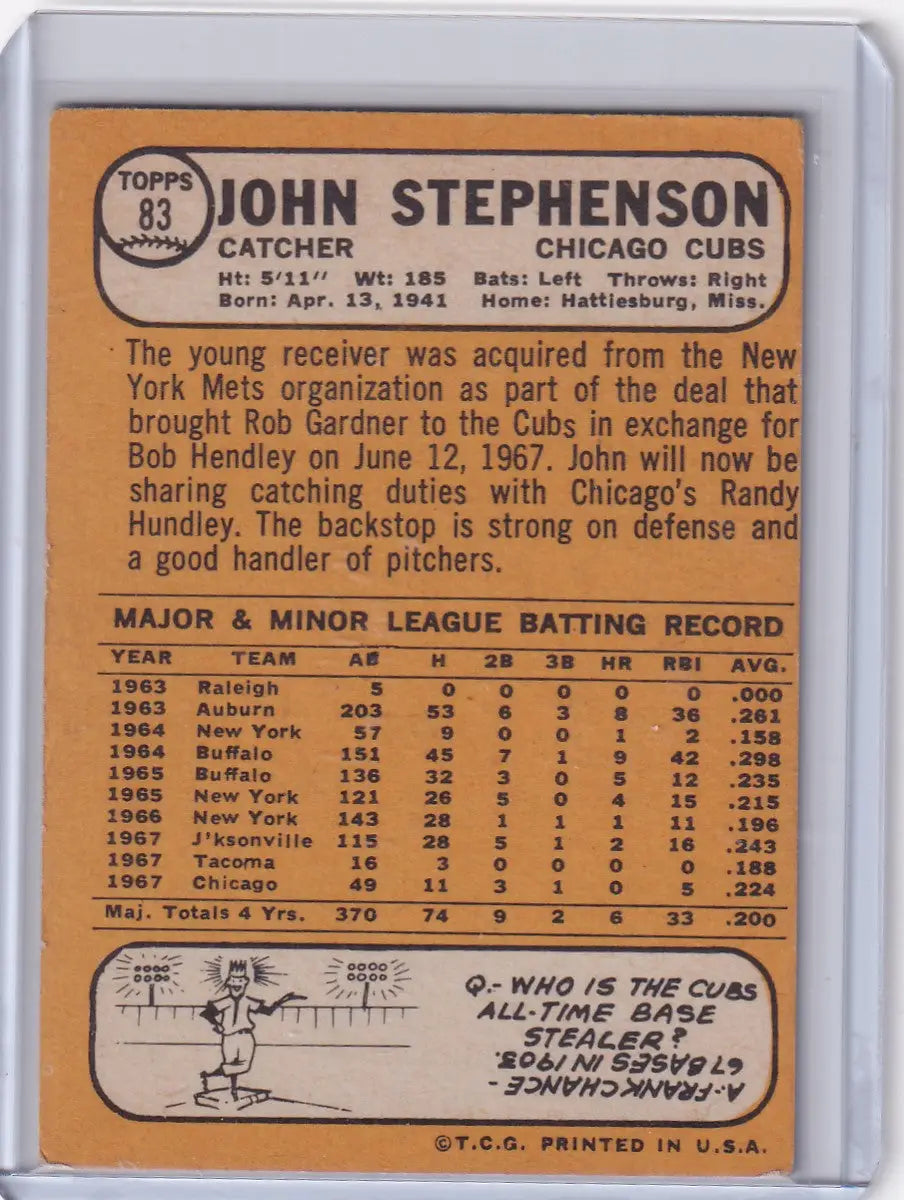 TOPPS
83
JOHN STEPHENSON
CATCHER CHICAGO CUBS
Ht: 5'11" Wt: 185 Bats: Left Throws: Right
Born: Apr. 13, 1941 Home: Hattiesburg, Miss.
The young receiver was acquired from the New
York Mets organization as part of the deal that
brought Rob Gardner to the Cubs in exchange for
Bob Hendley on June 12, 1967. John will now be
sharing catching duties with Chicago's Randy
Hundley. The backstop is strong on defense and
a good handler of pitchers.
MAJOR & MINOR LEAGUE BATTING RECORD
YEAR TEAM AB H 2B 3B HR RBI AVG.
1963 Raleigh 5 0 0 0 0 0 .000
1963 Auburn 203 53 6 3 8 36 .261
1964 New York 57 9 0 0 1 2 .158
1964 Buffalo 151 45 7 1 9 42 .298
1965 Buffalo 136 32 3 0 5 12 .235
1965 New York 121 26 5 0 4 15 .215
1966 New York 143 28 1 1 1 11 .196
1967 J'ksonville 115 28 5 1 2 16 .243
1967 Tacoma 16 3 0 0 0 0 .188
1967 Chicago 49 11 3 1 0 5 .224
Maj. Totals 4 Yrs. 370 74 9 2 6 33 .200
Q.- WHO IS THE CUBS
ALL-TIME BASE
STEALER?
A.-FRANK CHANCE-
67 BASES IN 1903.
©T.C.G. PRINTED IN U.S.A.